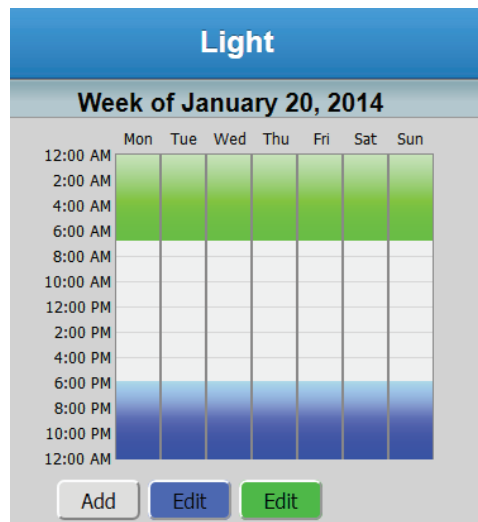 Light
Week of January 20, 2014
Mon Tue Wed Thu Fri Sat Sun
12:00 AM
2:00 AM
4:00 AM
6:00 AM
8:00 AM
10:00 AM
12:00 PM
2:00 PM
4:00 PM
6:00 PM
8:00 PM
10:00 PM
12:00 AM
Add Edit Edit